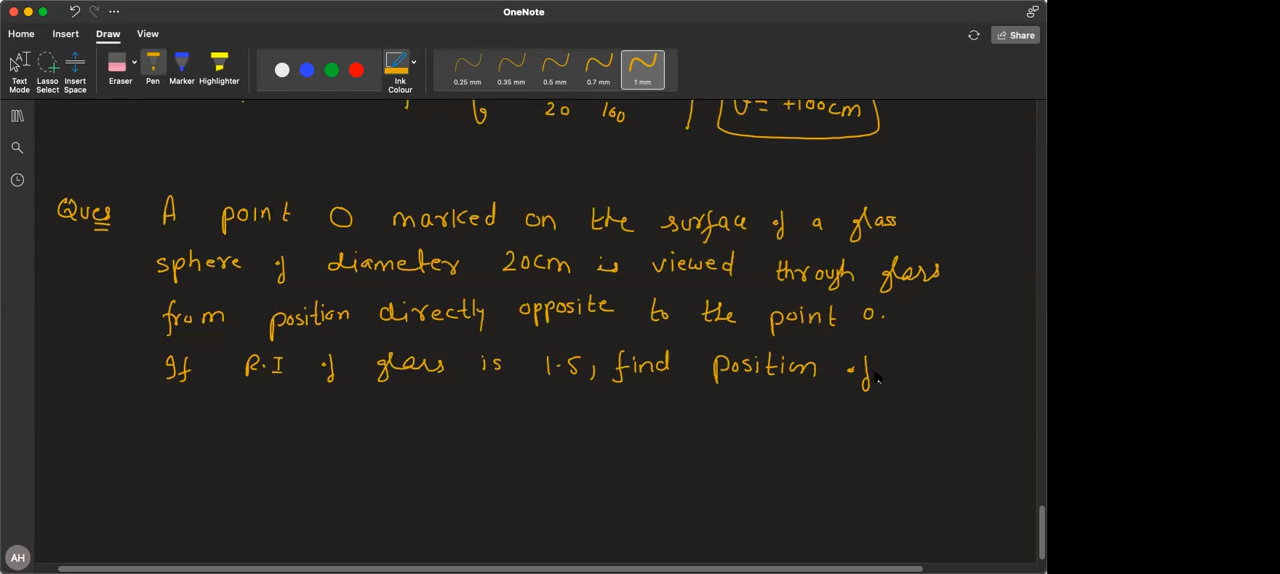 OneNote
Home Insert Draw View
Share
Text Mode
Lasso Select
Insert Space
Eraser
Pen
Marker
Highlighter
Ink Colour
0.25 mm
0.35 mm
0.5 mm
0.7 mm
1 mm
20 100
V= +100cm
Ques A point O marked on the surface of a glass
sphere of diameter 20cm is viewed through glass
from position directly opposite to the point O.
If R.I of glass is 1.5, find position of
AH